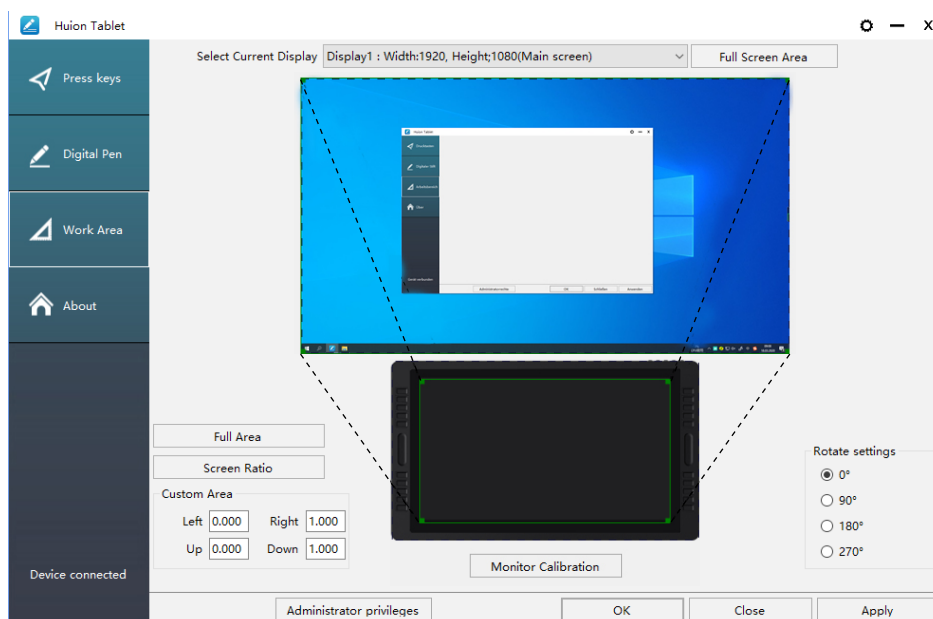 Huion Tablet
Select Current Display Display1 : Width:1920, Height;1080(Main screen) Full Screen Area
Press keys
Digital Pen
Work Area
About
Huion Tablet
Full Area
Screen Ratio
Custom Area
Left 0.000 Right 1.000
Up 0.000 Down 1.000
Rotate settings
0°
90°
180°
270°
Monitor Calibration
Device connected
Administrator privileges OK Close Apply